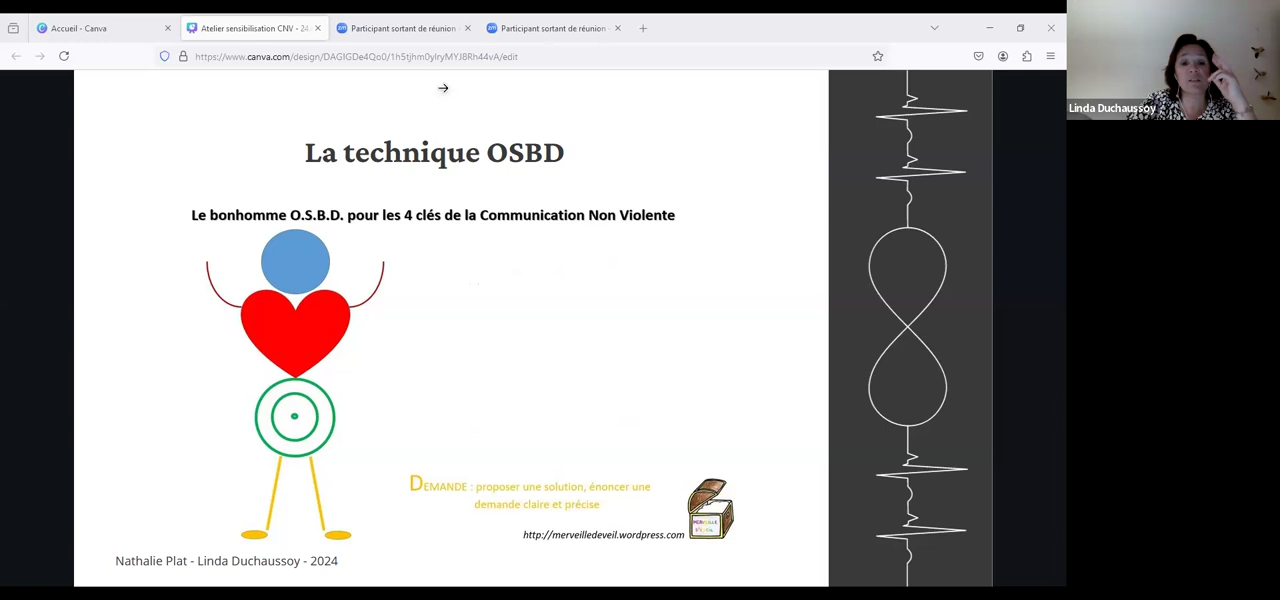 Accueil - Canva
Atelier sensibilisation CNV - 24
Participant sortant de réunion
Participant sortant de réunion
https://www.canva.com/design/DAGIGDe4Qo0/1h5tjhm0ylryMYJ8Rh44vA/edit
Linda Duchaussoy
La technique OSBD
Le bonhomme O.S.B.D. pour les 4 clés de la Communication Non Violente
DEMANDE : proposer une solution, énoncer une
demande claire et précise
http://merveilledeveil.wordpress.com
Nathalie Plat - Linda Duchaussoy - 2024